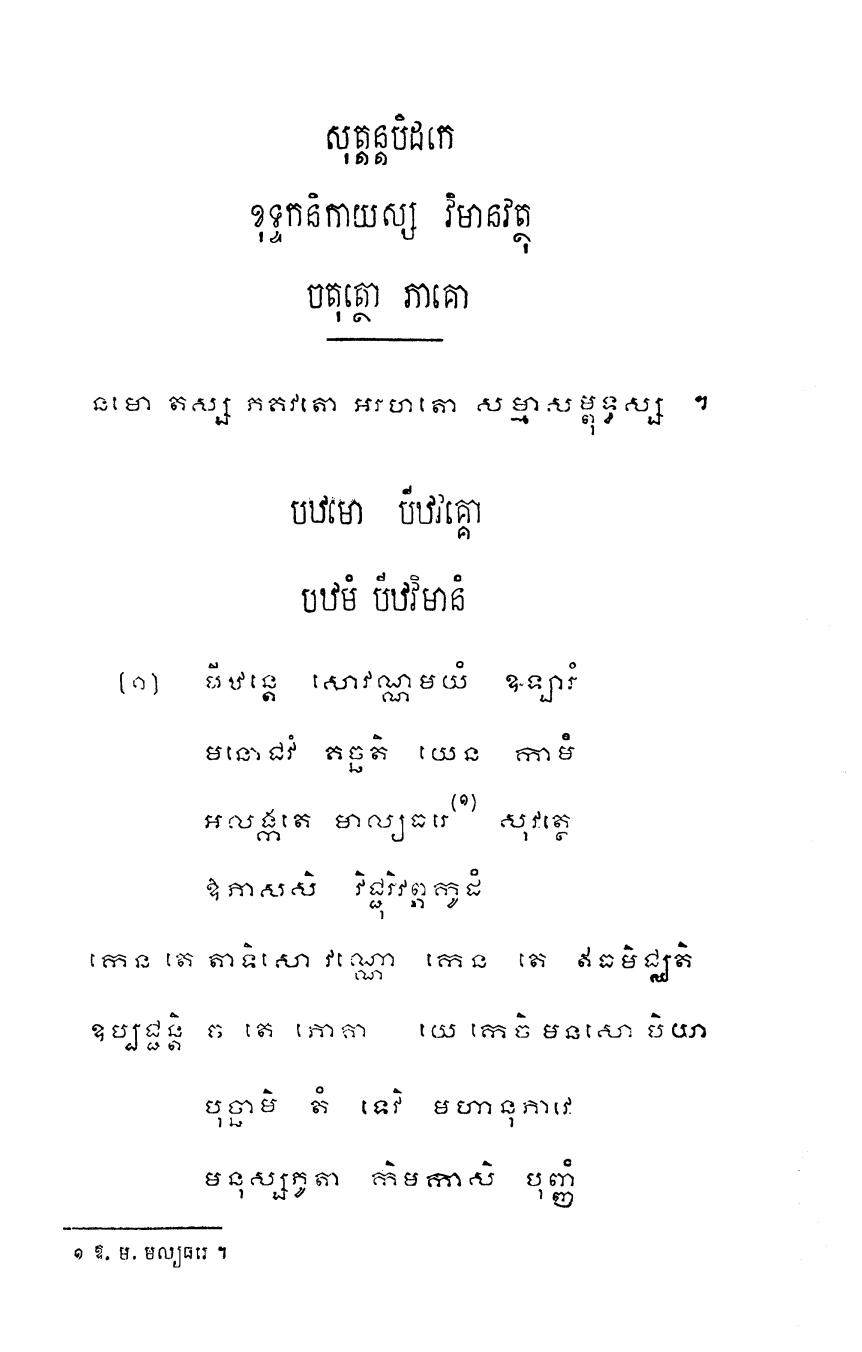 សុត្តន្តបិដកេ
ខុទ្ទកនិកាយស្ស វិមានវត្ថុ
ចតុត្ថោ ភាគោ
នមោ តស្ស ភគវតោ អរហតោ សម្មាសម្ពុទ្ធស្ស ។
បឋមោ បីឋវគ្គោ
បឋមំ បីឋវិមានំ
(១) បីឋន្តេ សោវណ្ណមយំ ឧឡារំ
មនោជវំ គច្ឆតិ យេន កាមំ
អលង្កតេ មាល្យធរេ(១) សុវត្ថេ
ឱភាសសិ វិជ្ជុរិវព្ភកូដំ
កេន តេ តាទិសោ វណ្ណោ កេន តេ ឥធមិជ្ឈតិ
ឧប្បជ្ជន្តិ ច តេ ភោគា យេ កេចិ មនសោ បិយា
បុច្ឆាមិ តំ ទេវិ មហានុភាវេ
មនុស្សភូតា កិមកាសិ បុញ្ញំ
១ ឱ. ម. មល្យធរេ ។